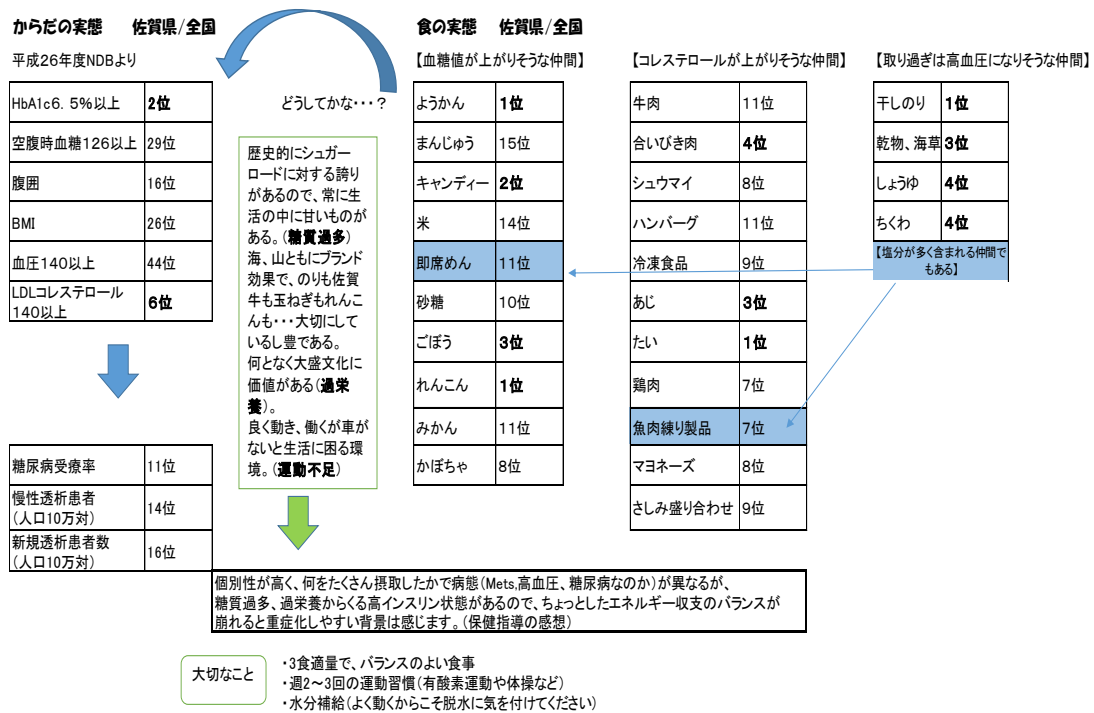 からだの実態　佐賀県/全国
平成26年度NDBより
HbA1c6．5%以上　2位
空腹時血糖126以上　29位
腹囲　16位
BMI　26位
血圧140以上　44位
LDLコレステロール
140以上　6位
糖尿病受療率　11位
慢性透析患者
(人口10万対)　14位
新規透析患者数
(人口10万対)　16位
どうしてかな・・・？
歴史的にシュガー
ロードに対する誇り
があるので、常に生
活の中に甘いものが
ある。(糖質過多)
海、山ともにブランド
効果で、のりも佐賀
牛も玉ねぎもれんこ
んも・・・大切にして
いるし豊である。
何となく大盛文化に
価値がある(過栄
養)。
良く動き、働くが車が
ないと生活に困る環
境。(運動不足)
食の実態　佐賀県/全国
【血糖値が上がりそうな仲間】
ようかん　1位
まんじゅう　15位
キャンディー　2位
米　14位
即席めん　11位
砂糖　10位
ごぼう　3位
れんこん　1位
みかん　11位
かぼちゃ　8位
【コレステロールが上がりそうな仲間】
牛肉　11位
合いびき肉　4位
シュウマイ　8位
ハンバーグ　11位
冷凍食品　9位
あじ　3位
たい　1位
鶏肉　7位
魚肉練り製品　7位
マヨネーズ　8位
さしみ盛り合わせ　9位
【取り過ぎは高血圧になりそうな仲間】
干しのり　1位
乾物、海草　3位
しょうゆ　4位
ちくわ　4位
【塩分が多く含まれる仲間で
もある】
個別性が高く、何をたくさん摂取したかで病態(Mets,高血圧、糖尿病なのか)が異なるが、
糖質過多、過栄養からくる高インスリン状態があるので、ちょっとしたエネルギー収支のバランスが
崩れると重症化しやすい背景は感じます。(保健指導の感想)
大切なこと
・3食適量で、バランスのよい食事
・週2～3回の運動習慣(有酸素運動や体操など)
・水分補給(よく動くからこそ脱水に気を付けてください)